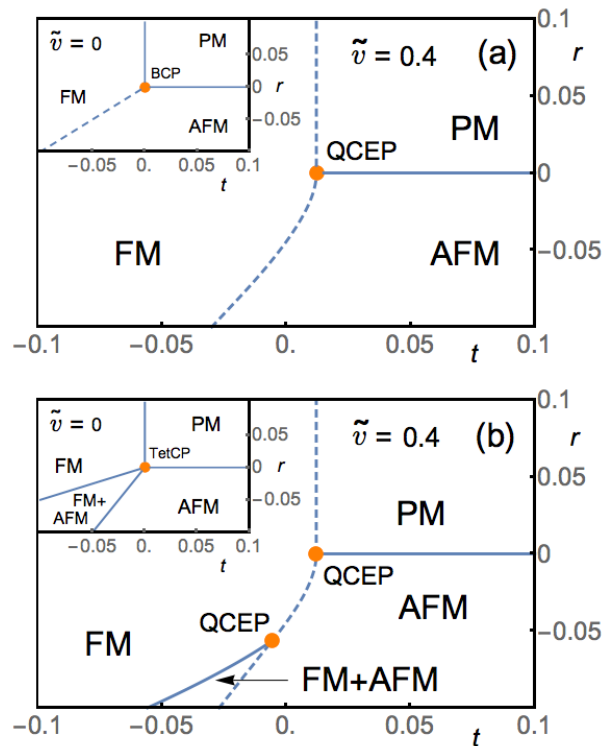 ṽ = 0
PM
0.05
BCP
0
r
FM
AFM
-0.05
-0.05
0.
0.05
0.1
t
ṽ = 0.4
(a)
0.1
r
0.05
PM
QCEP
0
FM
AFM
-0.05
-0.1
-0.05
0.
0.05
0.1
t
ṽ = 0
PM
0.05
TetCP
FM
0
r
FM+
AFM
AFM
-0.05
-0.05
0.
0.05
0.1
t
ṽ = 0.4
(b)
0.1
r
0.05
PM
0
QCEP
AFM
QCEP
FM
-0.05
FM+AFM
-0.1
-0.05
0.
0.05
0.1
t